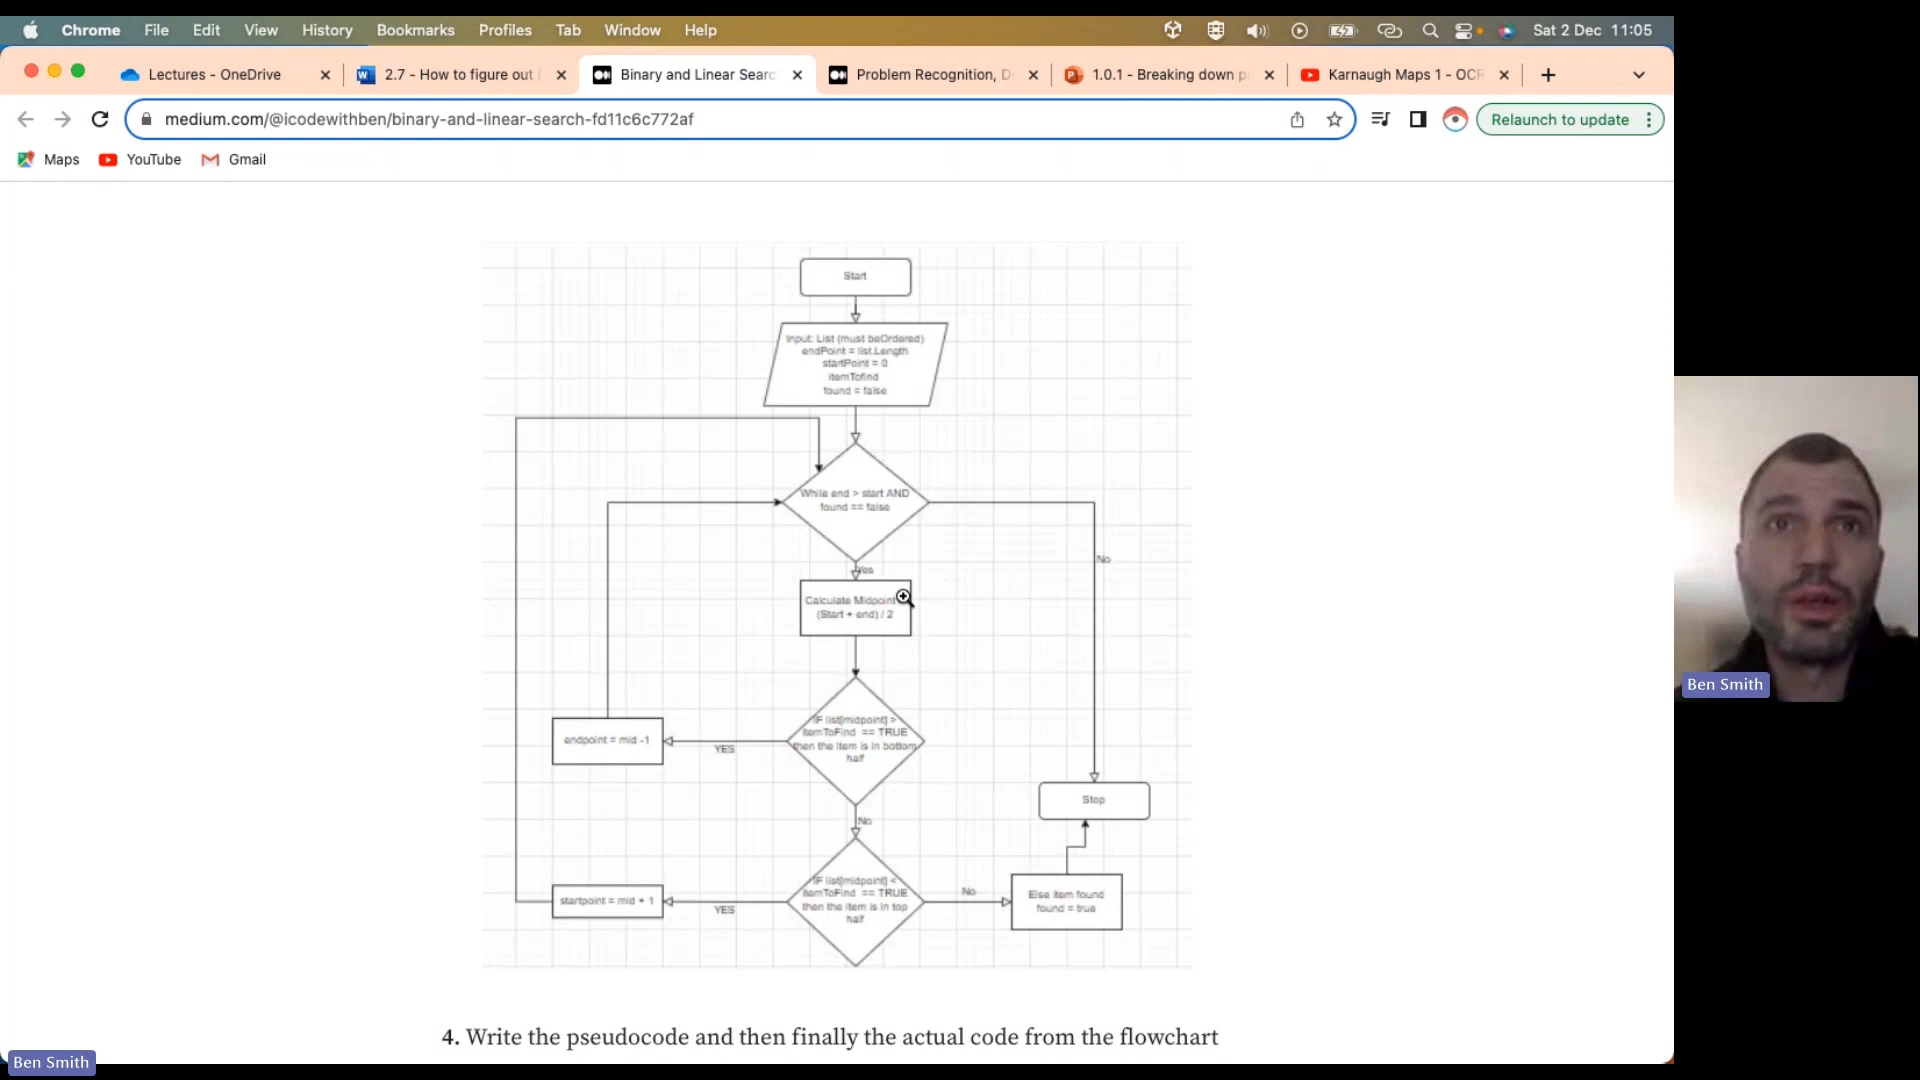 Chrome File Edit View History Bookmarks Profiles Tab Window Help Sat 2 Dec 11:05
Lectures - OneDrive 2.7 - How to figure out Binary and Linear Searc Problem Recognition, D 1.0.1 - Breaking down p Karnaugh Maps 1 - OCR
medium.com/@icodewithben/binary-and-linear-search-fd11c6c772af Relaunch to update
Maps YouTube Gmail
Start
Input: List (must beOrdered)
endPoint = list.Length
startPoint = 0
itemTofind
found = false
While end > start AND
found == false
No
Yes
Calculate Midpoint
(Start + end) / 2
IF list[midpoint] >
itemToFind == TRUE
then the item is in bottom
half
YES
endpoint = mid -1
No
Stop
IF list[midpoint] <
itemToFind == TRUE
then the item is in top
half
YES
startpoint = mid + 1
No
Else item found
found = true
4. Write the pseudocode and then finally the actual code from the flowchart
Ben Smith
Ben Smith